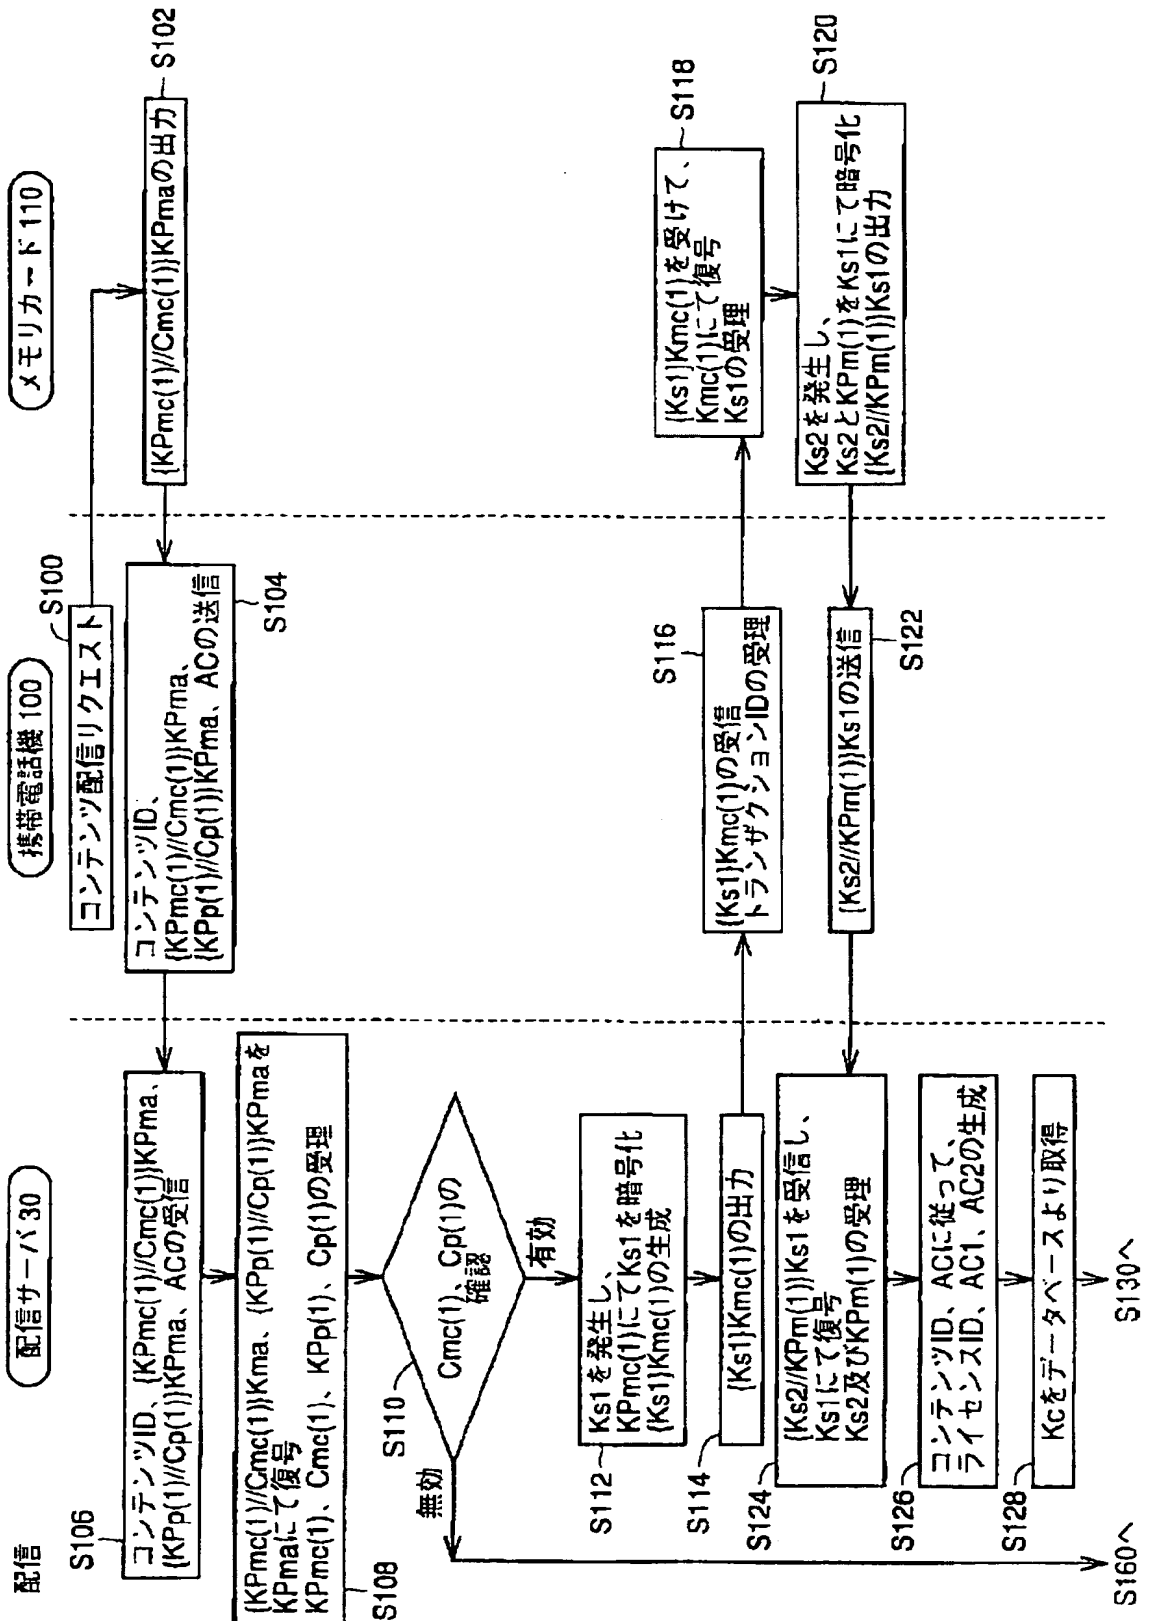 配信
配信サーバ 30
携帯電話機 100
メモリカード 110
コンテンツ配信リクエスト
S100
{KPmc(1)//Cmc(1)}KPmaの出力
S102
コンテンツID、
{KPmc(1)//Cmc(1)}KPma、
{KPp(1)//Cp(1)}KPma、ACの送信
S104
S106
コンテンツID、{KPmc(1)//Cmc(1)}KPma、
{KPp(1)//Cp(1)}KPma、ACの受信
{KPmc(1)//Cmc(1)}Kma、{KPp(1)//Cp(1)}KPmaを
KPmaにて復号
KPmc(1)、Cmc(1)、KPp(1)、Cp(1)の受理
S108
S110
Cmc(1)、Cp(1)の
確認
無効
有効
Ks1を発生し、
KPmc(1)にてKs1を暗号化
{Ks1}Kmc(1)の生成
S112
{Ks1}Kmc(1)の出力
S114
S116
{Ks1}Kmc(1)の受信
トランザクションIDの受理
S118
{Ks1}Kmc(1)を受けて、
Kmc(1)にて復号
Ks1の受理
S120
Ks2を発生し、
Ks2とKPm(1)をKs1にて暗号化
{Ks2//KPm(1)}Ks1の出力
{Ks2//KPm(1)}Ks1の送信
S122
{Ks2//KPm(1)}Ks1を受信し、
Ks1にて復号
Ks2及びKPm(1)の受理
S124
コンテンツID、ACに従って、
ライセンスID、AC1、AC2の生成
S126
Kcをデータベースより取得
S128
S160へ
S130へ